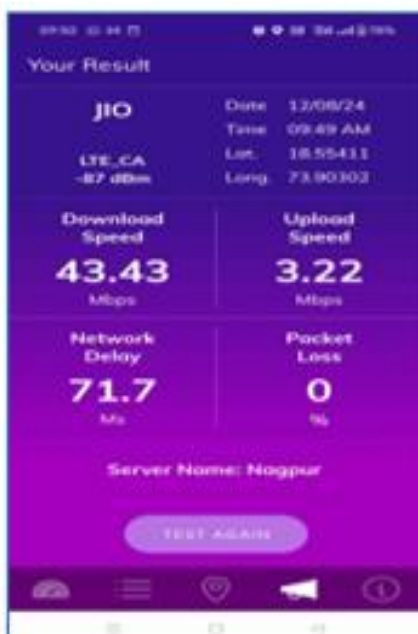 Your Result
JIO
Date 12/08/24
Time 09:49 AM
LTE_CA
-87 dBm
Lat. 18.55411
Long. 73.90302
Download Speed
43.43
Mbps
Upload Speed
3.22
Mbps
Network Delay
71.7
Ms
Packet Loss
0
%
Server Name: Nagpur
TEST AGAIN